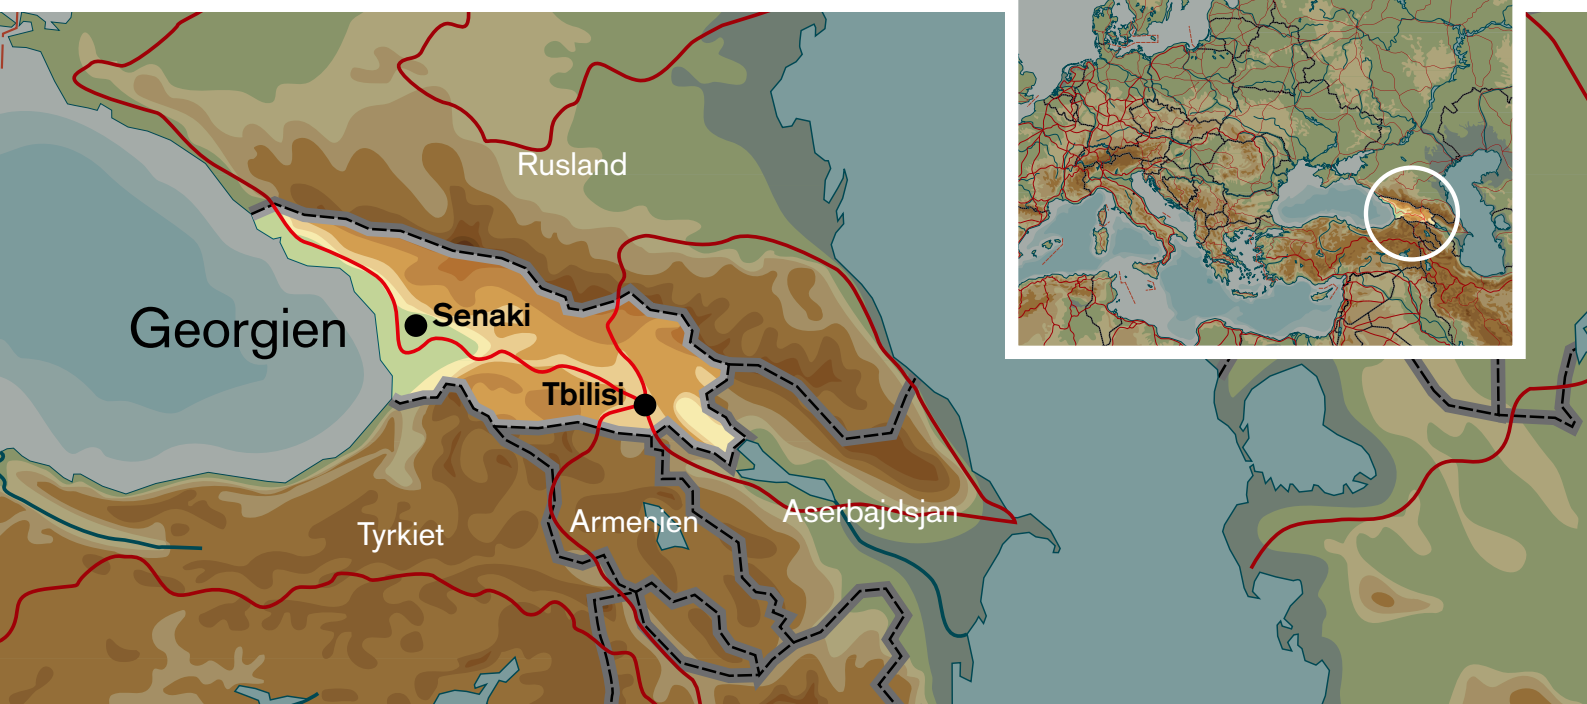 Rusland
Georgien
Senaki
Tbilisi
Tyrkiet
Armenien
Aserbajdsjan